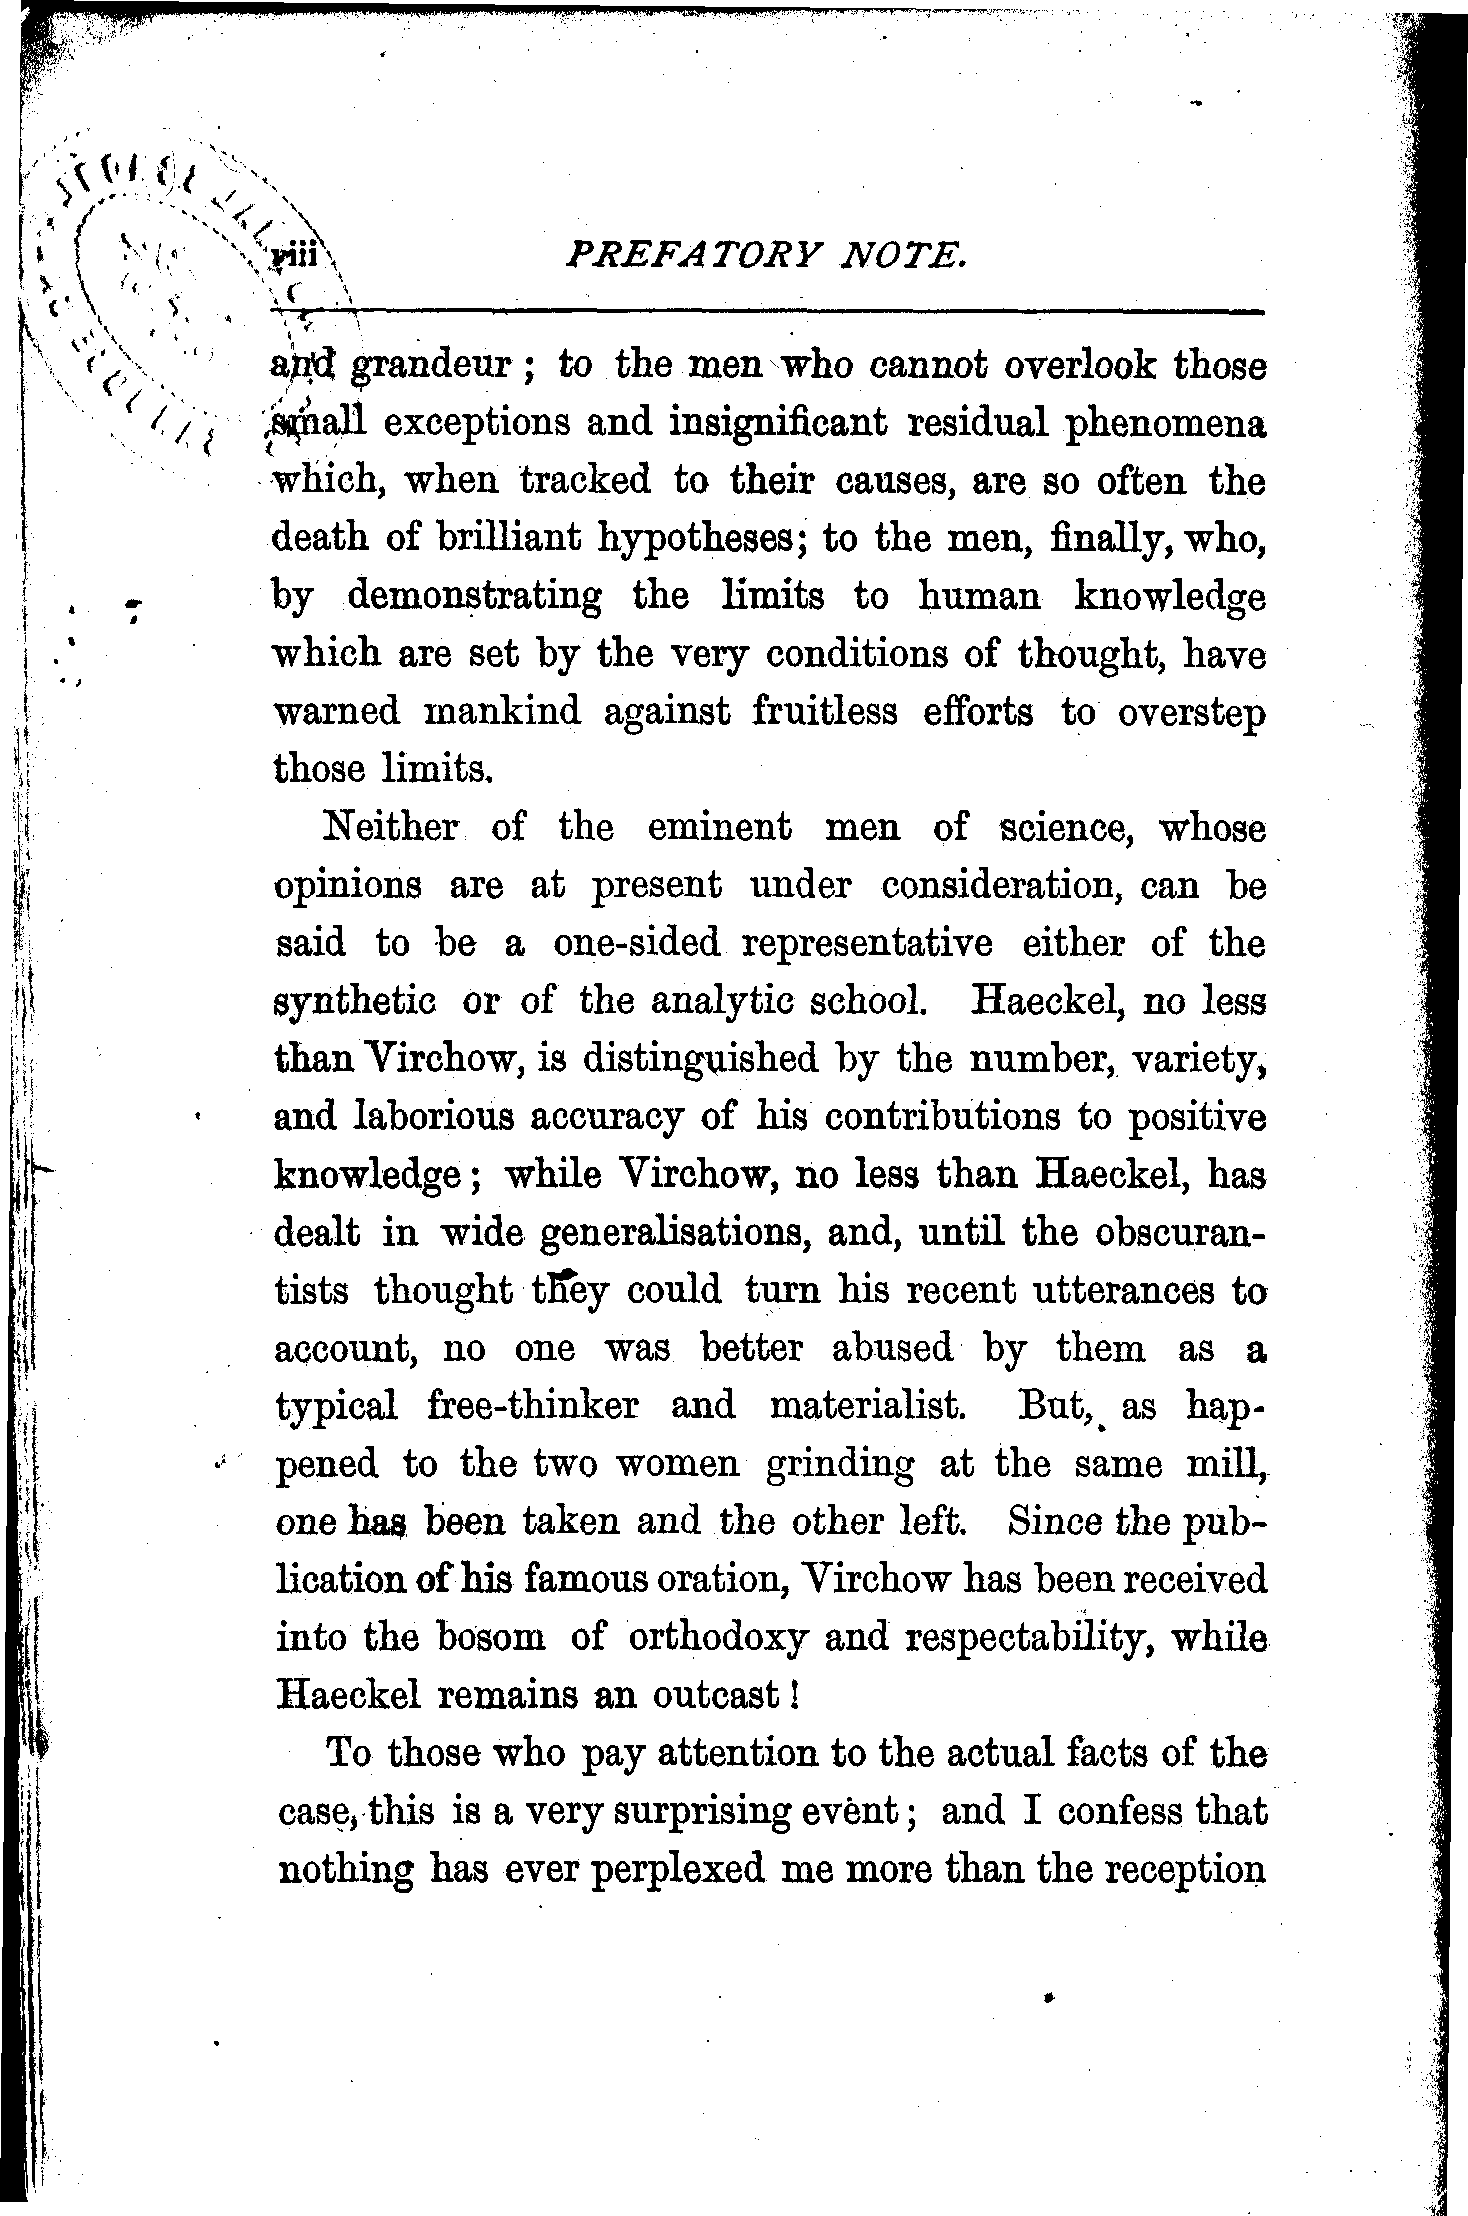 viii PREFATORY NOTE.
and grandeur ; to the men who cannot overlook those
small exceptions and insignificant residual phenomena
which, when tracked to their causes, are so often the
death of brilliant hypotheses; to the men, finally, who,
by demonstrating the limits to human knowledge
which are set by the very conditions of thought, have
warned mankind against fruitless efforts to overstep
those limits.
Neither of the eminent men of science, whose
opinions are at present under consideration, can be
said to be a one-sided representative either of the
synthetic or of the analytic school. Haeckel, no less
than Virchow, is distinguished by the number, variety,
and laborious accuracy of his contributions to positive
knowledge ; while Virchow, no less than Haeckel, has
dealt in wide generalisations, and, until the obscuran-
tists thought they could turn his recent utterances to
account, no one was better abused by them as a
typical free-thinker and materialist. But, as hap-
pened to the two women grinding at the same mill,
one has been taken and the other left. Since the pub-
lication of his famous oration, Virchow has been received
into the bosom of orthodoxy and respectability, while
Haeckel remains an outcast !
To those who pay attention to the actual facts of the
case, this is a very surprising event ; and I confess that
nothing has ever perplexed me more than the reception